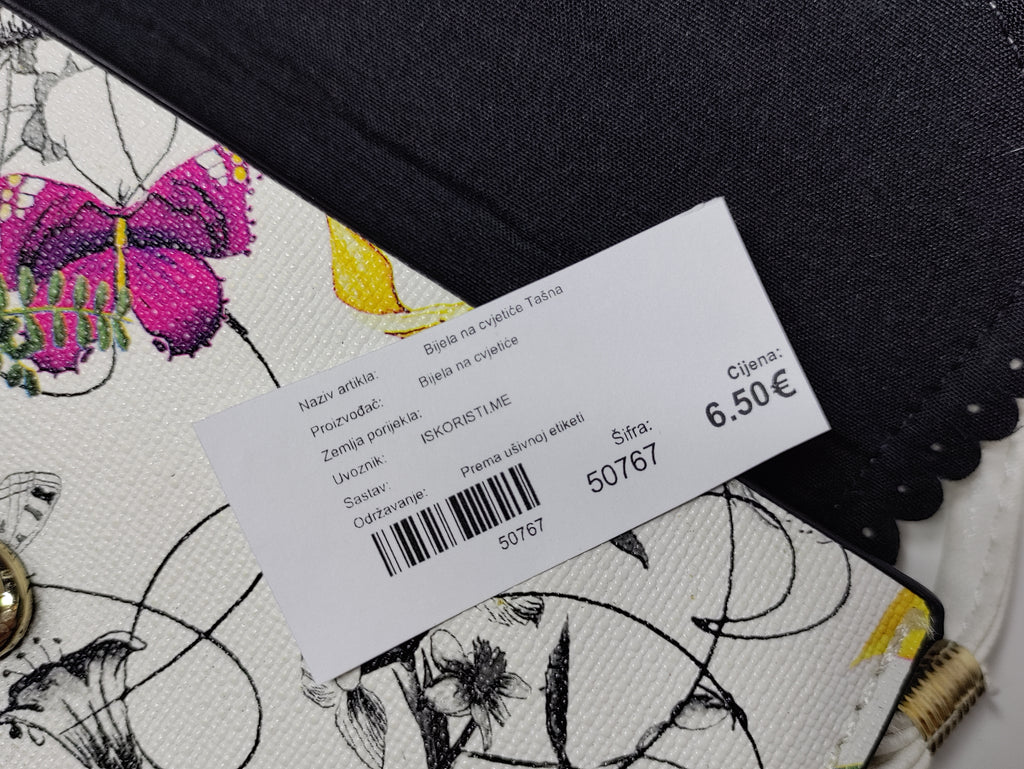 Naziv artikla: Bijela na cvjetiće Tašna
Proizvođač: Bijela na cvjetiće
Zemlja porijekla:
Uvoznik: ISKORISTI.ME
Sastav:
Održavanje: Prema ušivnoj etiketi
50767
Šifra:
50767
Cijena:
6.50€